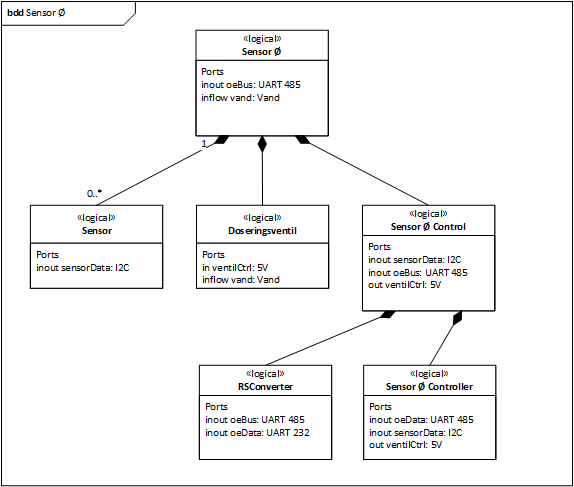 bdd Sensor Ø
«logical»
Sensor Ø
Ports
inout oeBus: UART 485
inflow vand: Vand
1
0..*
«logical»
Sensor
Ports
inout sensorData: I2C
«logical»
Doseringsventil
Ports
in ventilCtrl: 5V
inflow vand: Vand
«logical»
Sensor Ø Control
Ports
inout sensorData: I2C
inout oeBus: UART 485
out ventilCtrl: 5V
«logical»
RSConverter
Ports
inout oeBus: UART 485
inout oeData: UART 232
«logical»
Sensor Ø Controller
Ports
inout oeData: UART 485
inout sensorData: I2C
out ventilCtrl: 5V